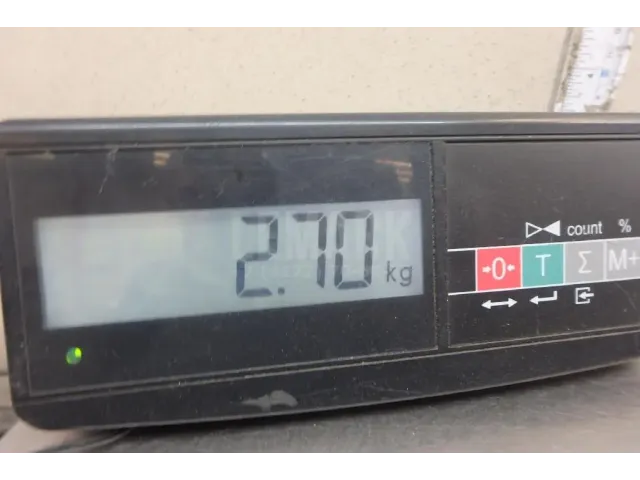 2.70 kg
count %
→0← T Σ M+